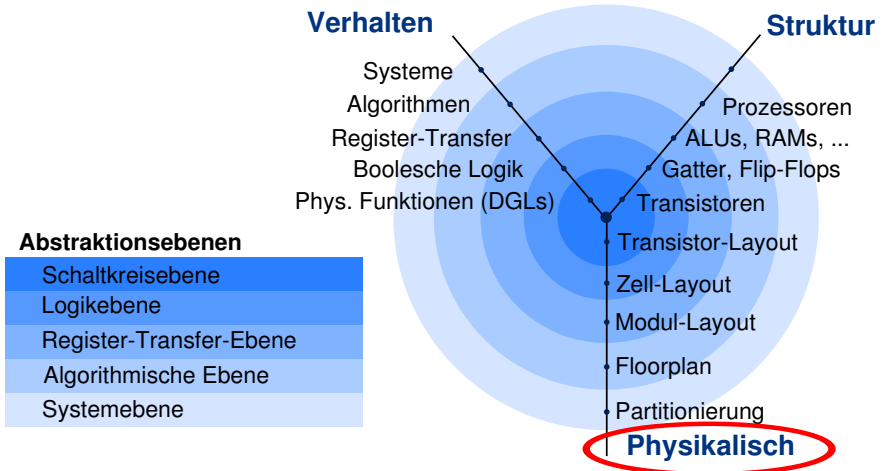 Verhalten
Struktur
Systeme
Algorithmen
Prozessoren
Register-Transfer
ALUs, RAMs, ...
Boolesche Logik
Gatter, Flip-Flops
Phys. Funktionen (DGLs)
Transistoren
Abstraktionsebenen
Schaltkreisebene
Logikebene
Register-Transfer-Ebene
Algorithmische Ebene
Systemebene
Transistor-Layout
Zell-Layout
Modul-Layout
Floorplan
Partitionierung
Physikalisch